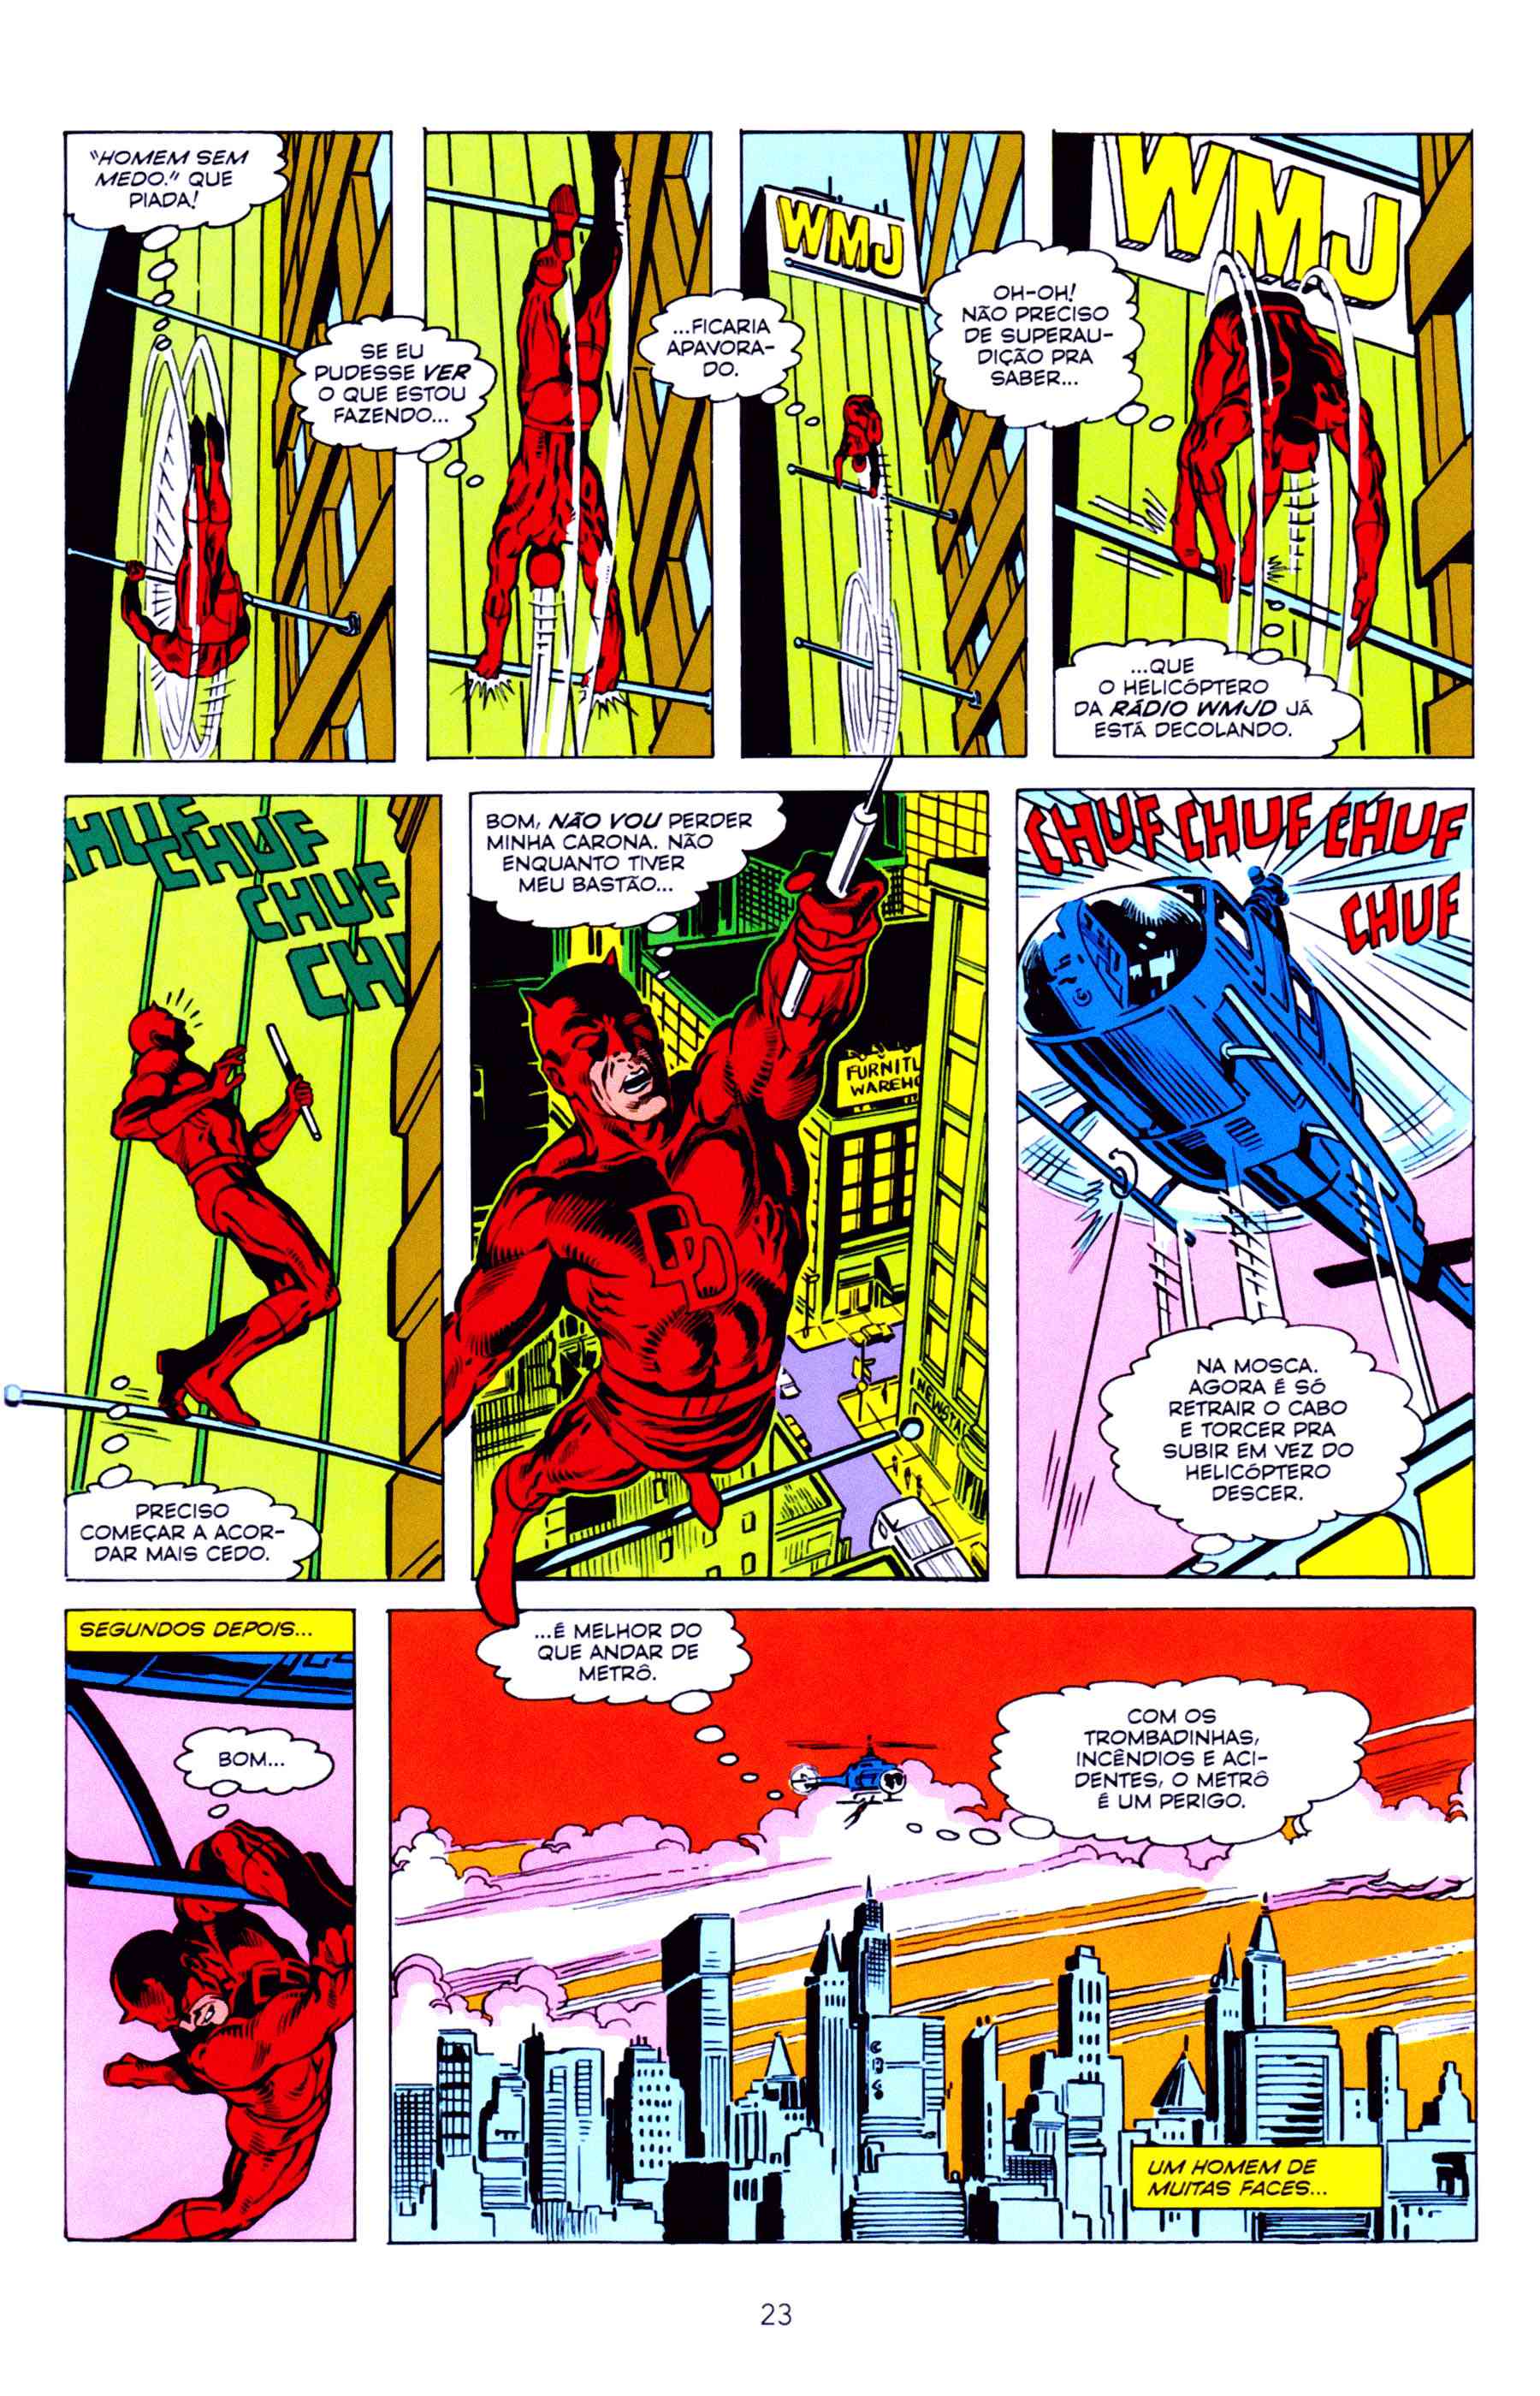 "HOMEM SEM
MEDO." QUE
PIADA!
SE EU
PUDESSE VER
O QUE ESTOU
FAZENDO...
WMJ
...FICARIA
APAVORA-
DO.
WMJ
OH-OH!
NÃO PRECISO
DE SUPERAU-
DIÇÃO PRA
SABER...
...QUE
O HELICÓPTERO
DA RÁDIO WMJD JÁ
ESTÁ DECOLANDO.
CHUF
CHUF
CHUF
CHU
PRECISO
COMEÇAR A ACOR-
DAR MAIS CEDO.
BOM, NÃO VOU PERDER
MINHA CARONA. NÃO
ENQUANTO TIVER
MEU BASTÃO...
FURNITU
WAREHO
DD
NEWSTA
CHUF CHUF CHUF
CHUF
NA MOSCA.
AGORA É SÓ
RETRAIR O CABO
E TORCER PRA
SUBIR EM VEZ DO
HELICÓPTERO
DESCER.
SEGUNDOS DEPOIS...
BOM...
...É MELHOR DO
QUE ANDAR DE
METRÔ.
COM OS
TROMBADINHAS,
INCÊNDIOS E ACI-
DENTES, O METRÔ
É UM PERIGO.
CBS
UM HOMEM DE
MUITAS FACES...
23